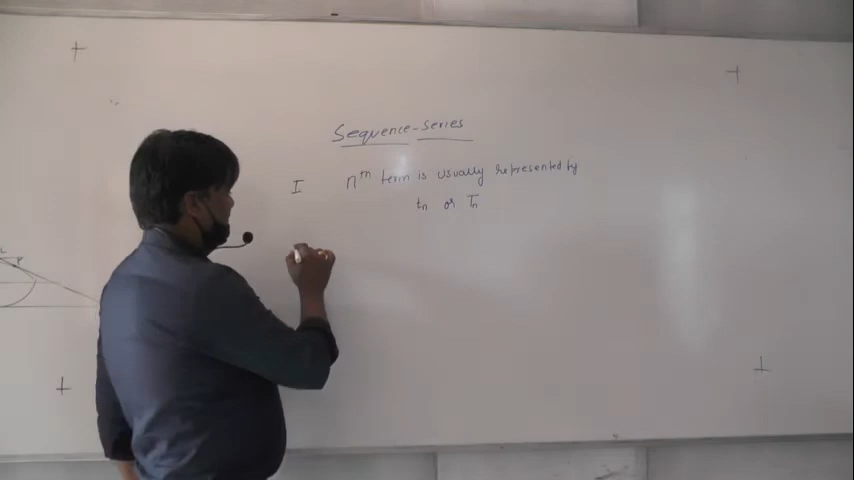 Sequence-Series
I nth term is usually represented by
tn or Tn